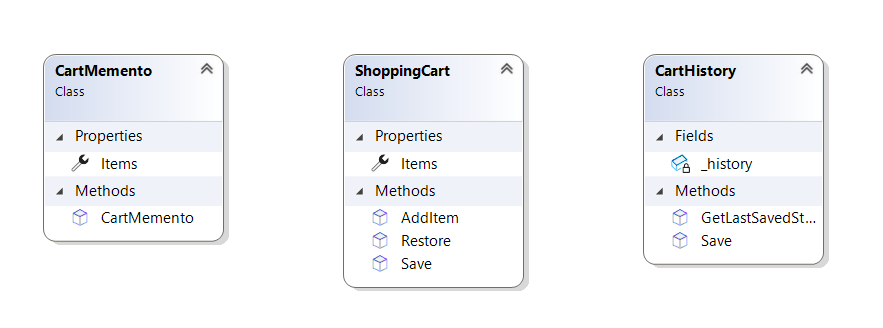 CartMemento
Class
Properties
Items
Methods
CartMemento
ShoppingCart
Class
Properties
Items
Methods
AddItem
Restore
Save
CartHistory
Class
Fields
_history
Methods
GetLastSavedSt...
Save